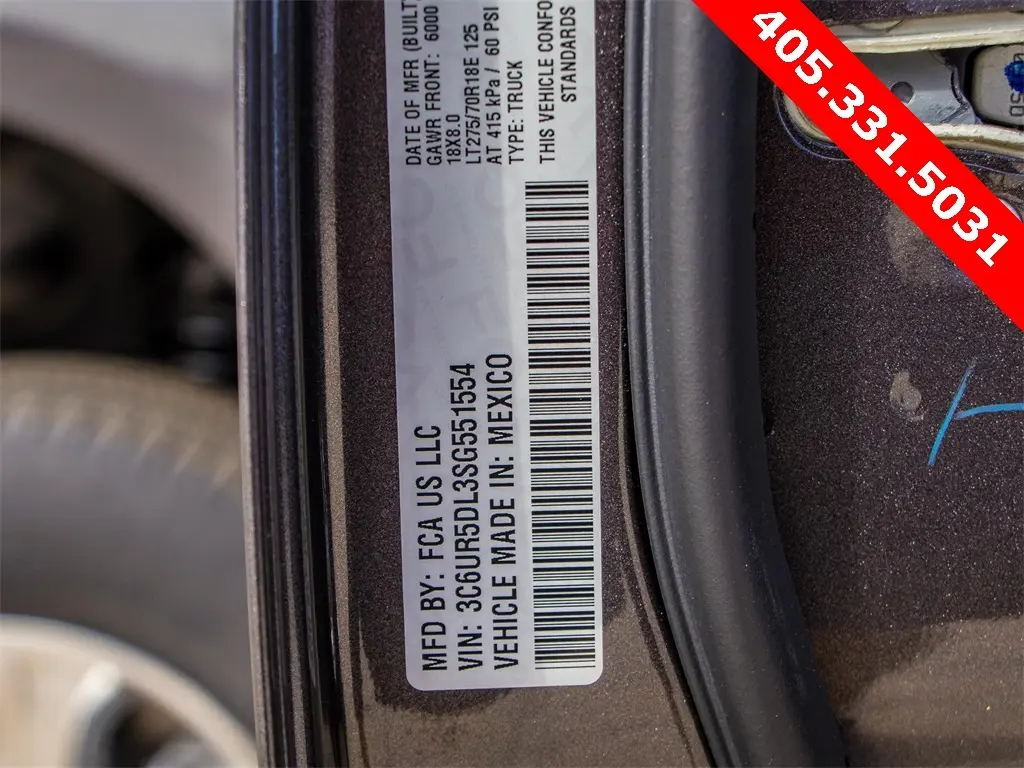 405.331.5031
MFD BY: FCA US LLC
VIN: 3C6UR5DL3SG551554
VEHICLE MADE IN: MEXICO
DATE OF MFR (BUILT
GAWR FRONT: 6000
18X8.0
LT275/70R18E 125
AT 415 kPa / 60 PSI
TYPE: TRUCK
THIS VEHICLE CONFO
STANDARDS